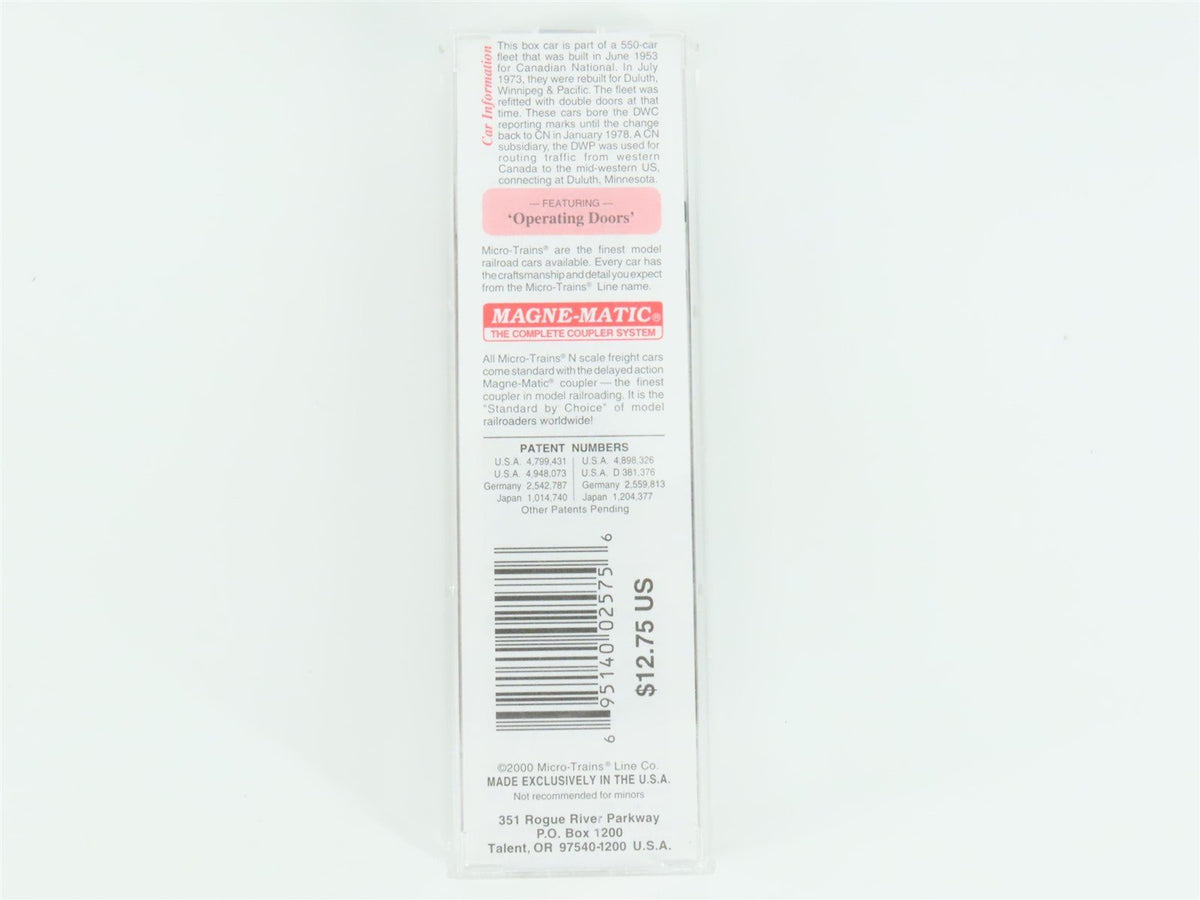 Car Information
This box car is part of a 550-car
fleet that was built in June 1953
for Canadian National. In July
1973, they were rebuilt for Duluth,
Winnipeg & Pacific. The fleet was
refitted with double doors at that
time. These cars bore the DWC
reporting marks until the change
back to CN in January 1978. A CN
subsidiary, the DWP was used for
routing traffic from western
Canada to the mid-western US,
connecting at Duluth, Minnesota.
— FEATURING —
‘Operating Doors’
Micro-Trains® are the finest model
railroad cars available. Every car has
the craftsmanship and detail you expect
from the Micro-Trains® Line name.
MAGNE-MATIC®
THE COMPLETE COUPLER SYSTEM
All Micro-Trains® N scale freight cars
come standard with the delayed action
Magne-Matic® coupler — the finest
coupler in model railroading. It is the
"Standard by Choice" of model
railroaders worldwide!
PATENT NUMBERS
U.S.A. 4,799,431 | U.S.A. 4,898,326
U.S.A. 4,948,073 | U.S.A. D 381,376
Germany 2,542,787 | Germany 2,559,813
Japan 1,014,740 | Japan 1,204,377
Other Patents Pending
6 95140 02575 6
$12.75 US
©2000 Micro-Trains® Line Co.
MADE EXCLUSIVELY IN THE U.S.A.
Not recommended for minors
351 Rogue River Parkway
P.O. Box 1200
Talent, OR 97540-1200 U.S.A.